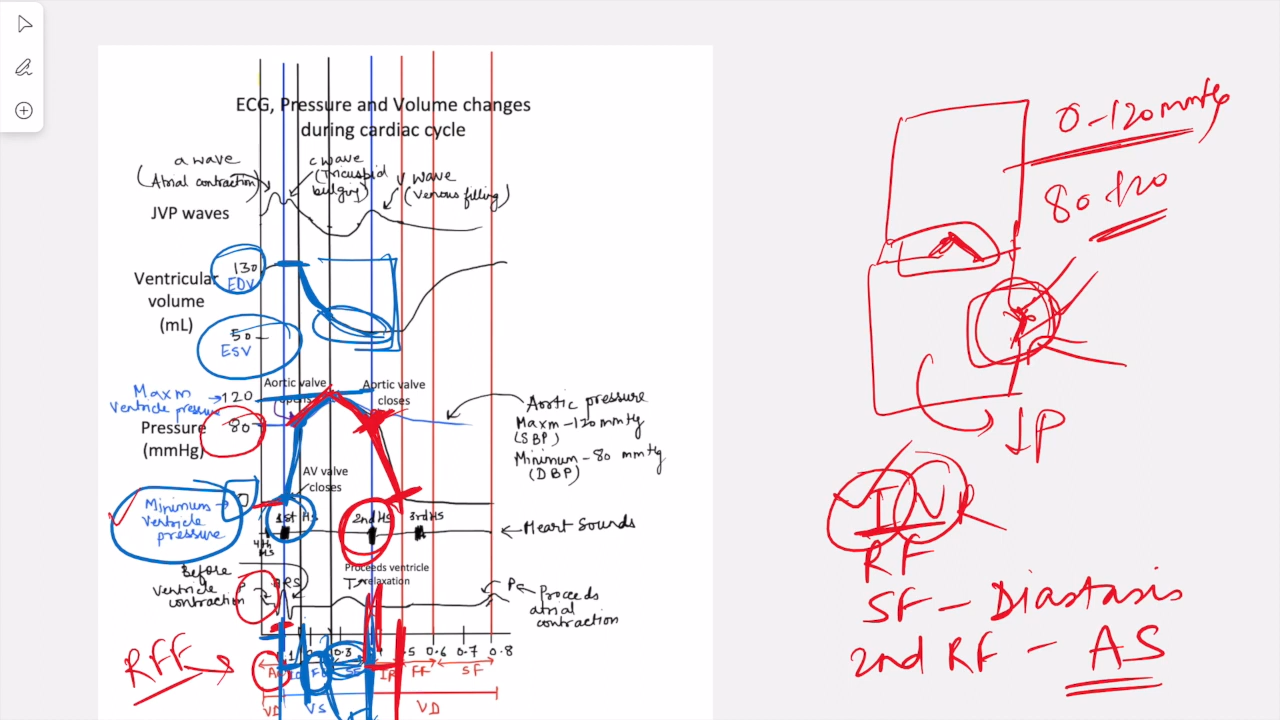 ECG, Pressure and Volume changes
during cardiac cycle
a wave
(Atrial contraction)
c wave
(Tricuspid
bulging)
v wave
(Venous filling)
JVP waves
Ventricular
volume
(mL)
130
EDV
50
ESV
Aortic valve
Aortic valve
closes
Maxm
ventricle pressure
120
Pressure
(mmHg)
80
Aortic pressure
Maxm - 120 mmHg
(SBP)
Minimum - 80 mmHg
(DBP)
AV valve
closes
Minimum
ventricle
pressure
0
1st HS
2nd HS
3rd HS
4th
HS
Heart Sounds
Before
ventricle
contraction
QRS
Proceeds ventricle
T relaxation
P
Proceeds
atrial
contraction
0.3
0.6
0.7
0.8
FF
SF
VD
VS
VD
RFF
0-120 mmHg
80 120
↓P
IVR
RF
SF - Diastasis
2nd RF - AS